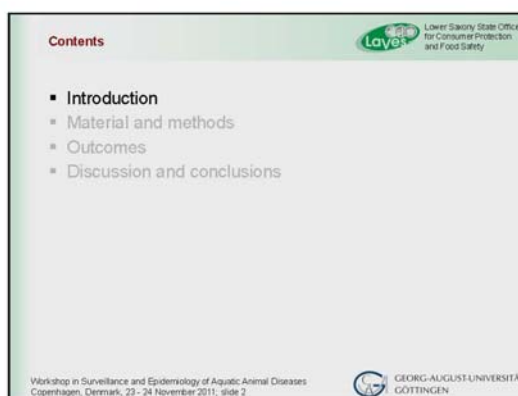 Contents
Laves
Lower Saxony State Office
for Consumer Protection
and Food Safety
▪ Introduction
▪ Material and methods
▪ Outcomes
▪ Discussion and conclusions
Workshop in Surveillance and Epidemiology of Aquatic Animal Diseases
Copenhagen, Denmark, 23 - 24 November 2011; slide 2
GEORG-AUGUST-UNIVERSITÄ
GÖTTINGEN